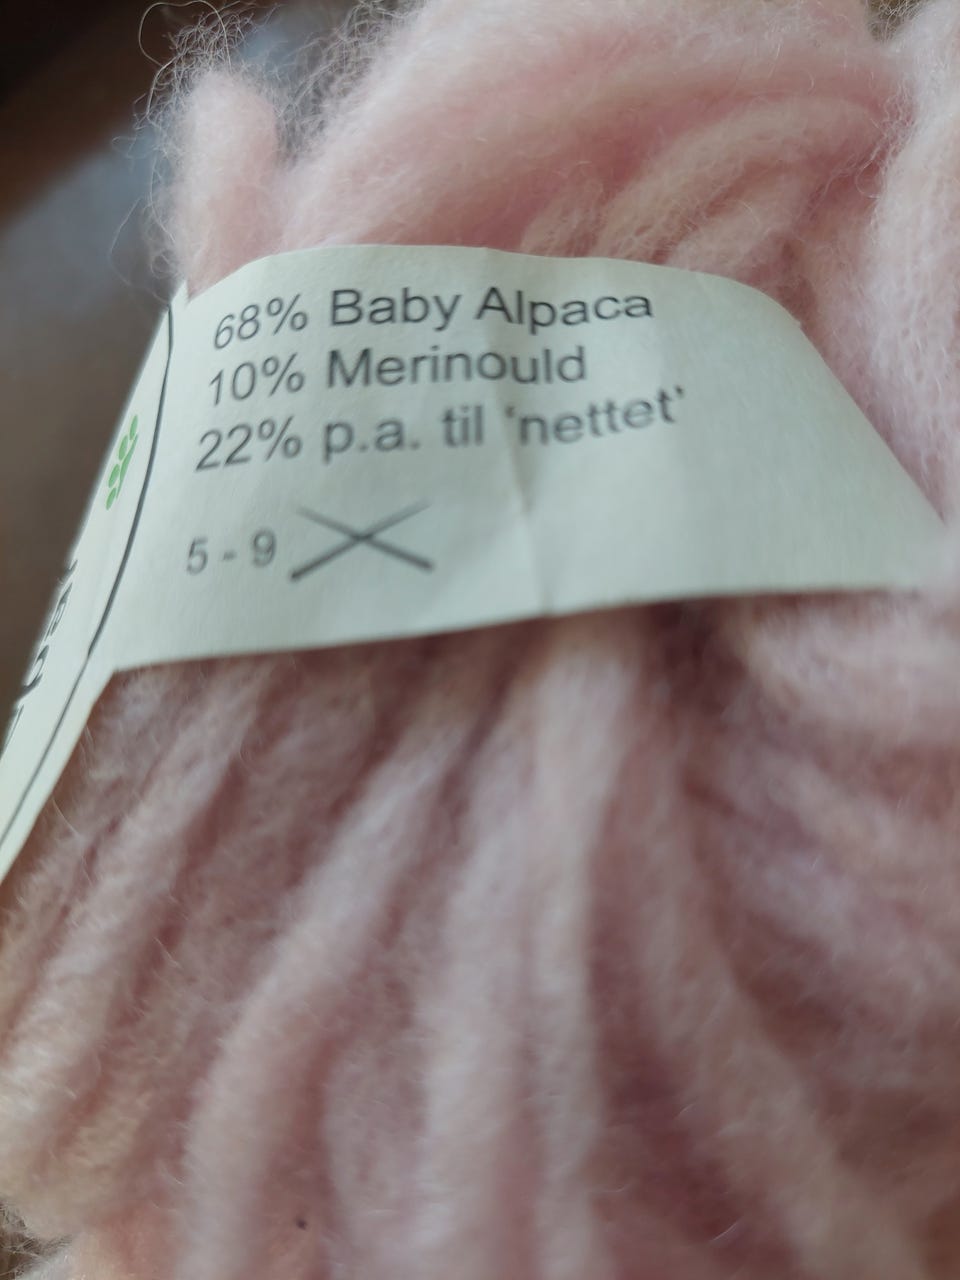 68% Baby Alpaca
10% Merinould
22% p.a. til 'nettet'
5 - 9